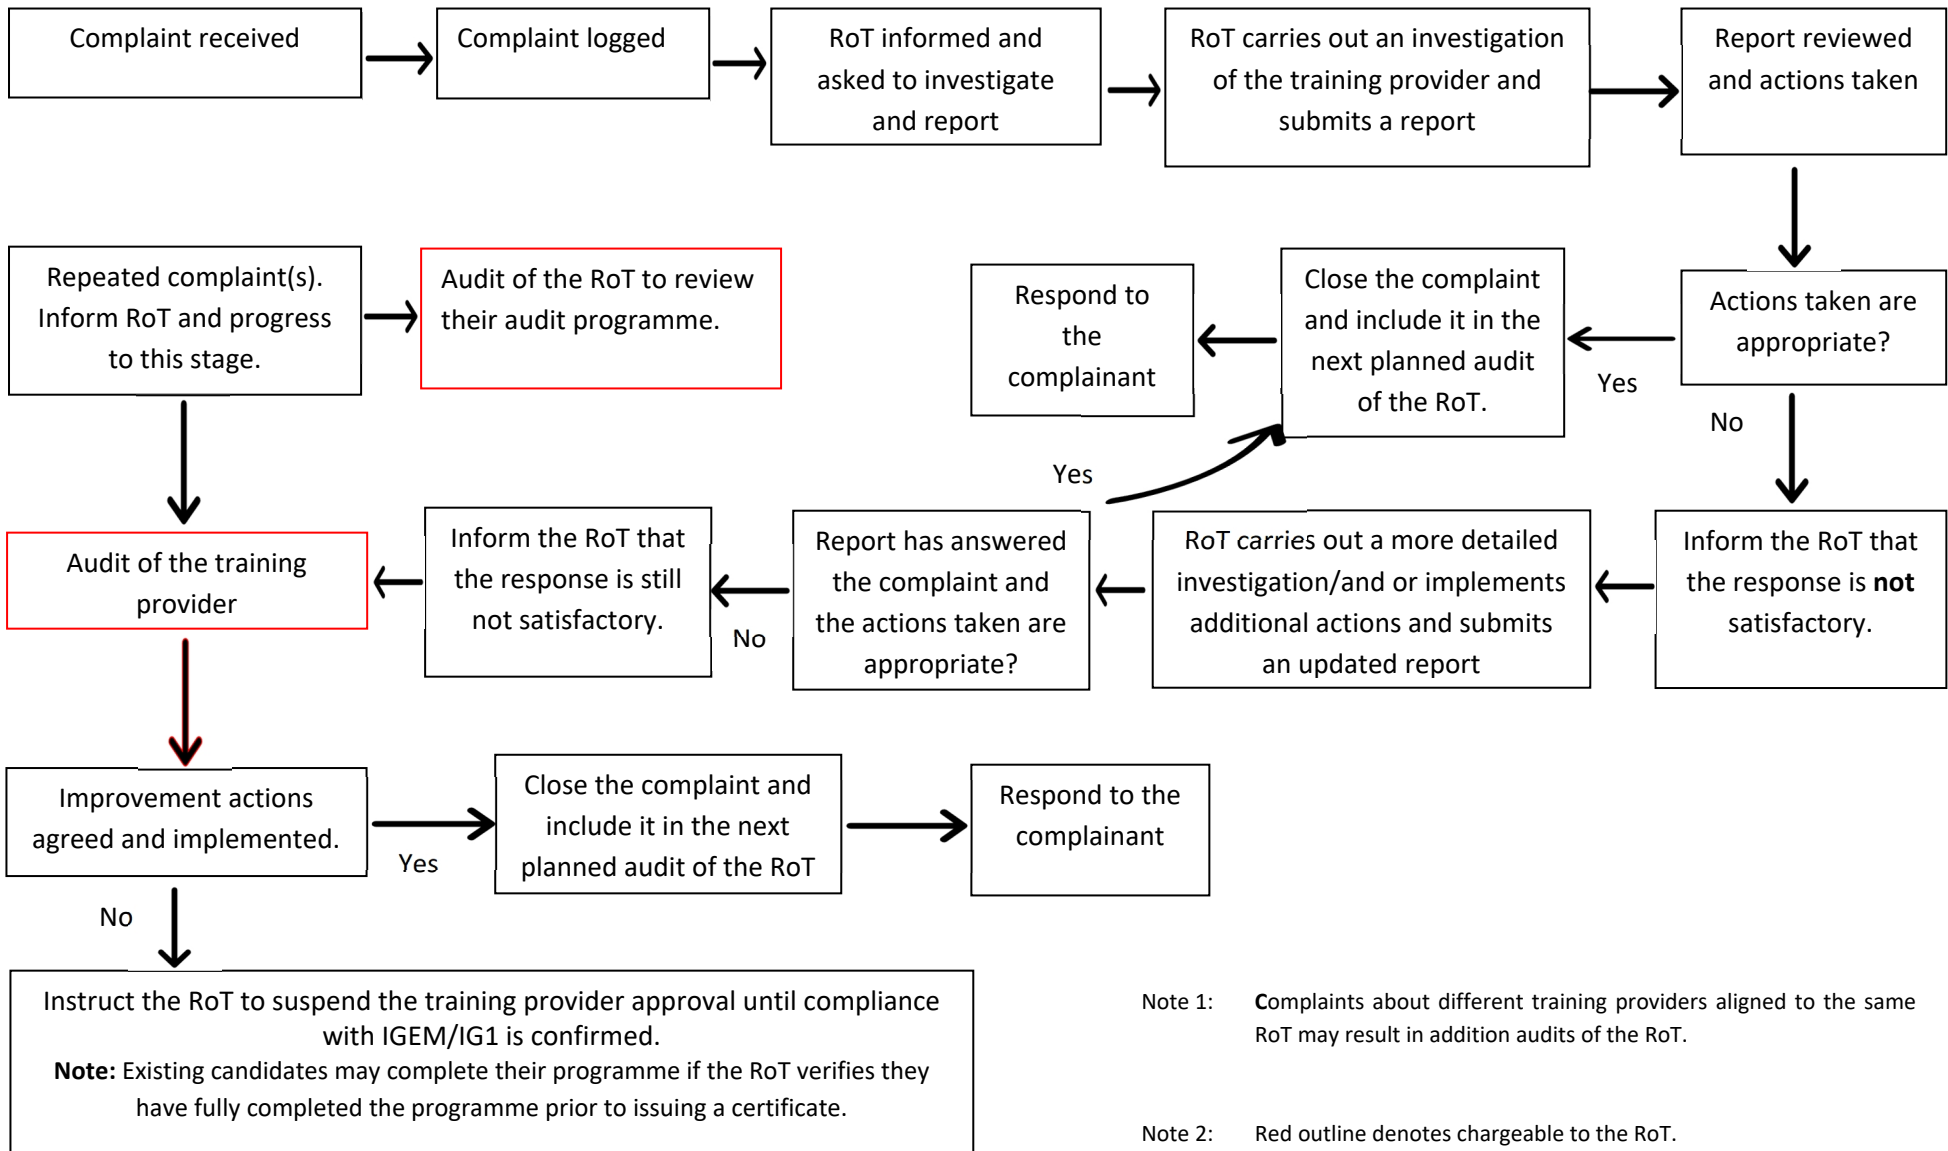 Complaint received
Complaint logged
RoT informed and
asked to investigate
and report
RoT carries out an investigation
of the training provider and
submits a report
Report reviewed
and actions taken
Repeated complaint(s).
Inform RoT and progress
to this stage.
Audit of the RoT to review
their audit programme.
Respond to
the
complainant
Close the complaint
and include it in the
next planned audit
of the RoT.
Actions taken are
appropriate?
Yes
No
Yes
Audit of the training
provider
Inform the RoT that
the response is still
not satisfactory.
No
Report has answered
the complaint and
the actions taken are
appropriate?
RoT carries out a more detailed
investigation/and or implements
additional actions and submits
an updated report
Inform the RoT that
the response is not
satisfactory.
Improvement actions
agreed and implemented.
Yes
Close the complaint and
include it in the next
planned audit of the RoT
Respond to the
complainant
No
Instruct the RoT to suspend the training provider approval until compliance
with IGEM/IG1 is confirmed.
Note: Existing candidates may complete their programme if the RoT verifies they
have fully completed the programme prior to issuing a certificate.
Note 1: Complaints about different training providers aligned to the same
RoT may result in addition audits of the RoT.
Note 2: Red outline denotes chargeable to the RoT.